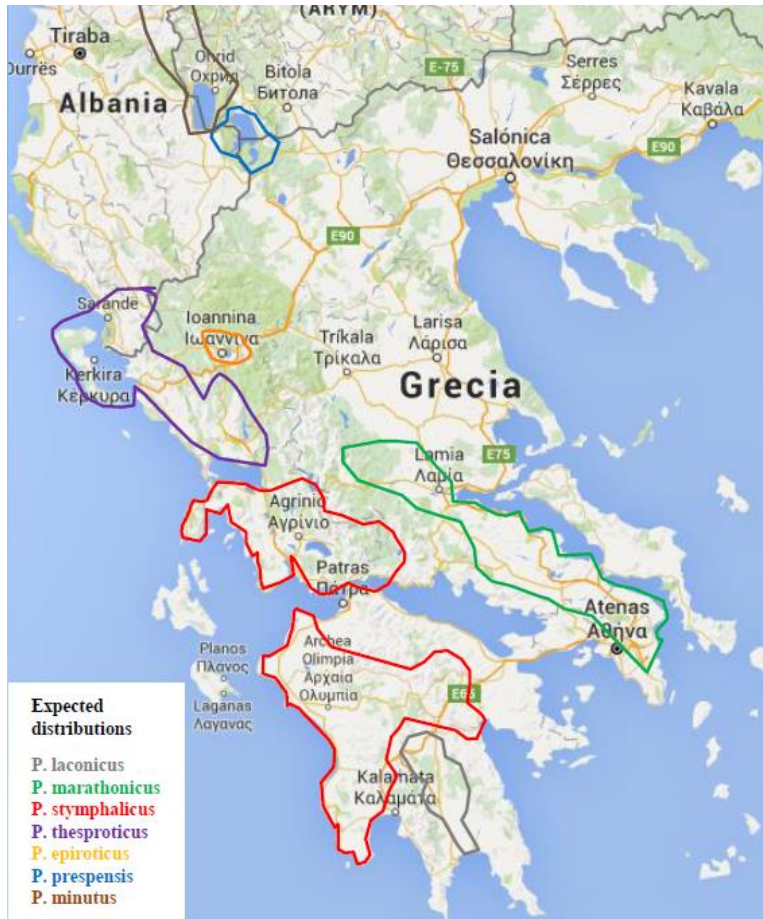 (ARYM)
Tiraba
Durrës
Ohrid
Охрид
Bitola
Битола
E-75
Serres
Σέρρες
Kavala
Καβάλα
Albania
Salónica
Θεσσαλονίκη
E90
E90
Sarande
Ioannina
Ιωάννινα
Tríkala
Τρίκαλα
Larisa
Λάρισα
Kerkira
Κέρκυρα
Grecia
Lamia
Λαμία
E75
Agrinio
Αγρίνιο
Patras
Πάτρα
Atenas
Αθήνα
Planos
Πλάνος
Laganas
Λαγανάς
Archea
Olimpia
Αρχαία
Ολυμπία
E65
Kalamata
Καλαμάτα
Expected
distributions
P. laconicus
P. marathonicus
P. stymphalicus
P. thesproticus
P. epiroticus
P. prespensis
P. minutus